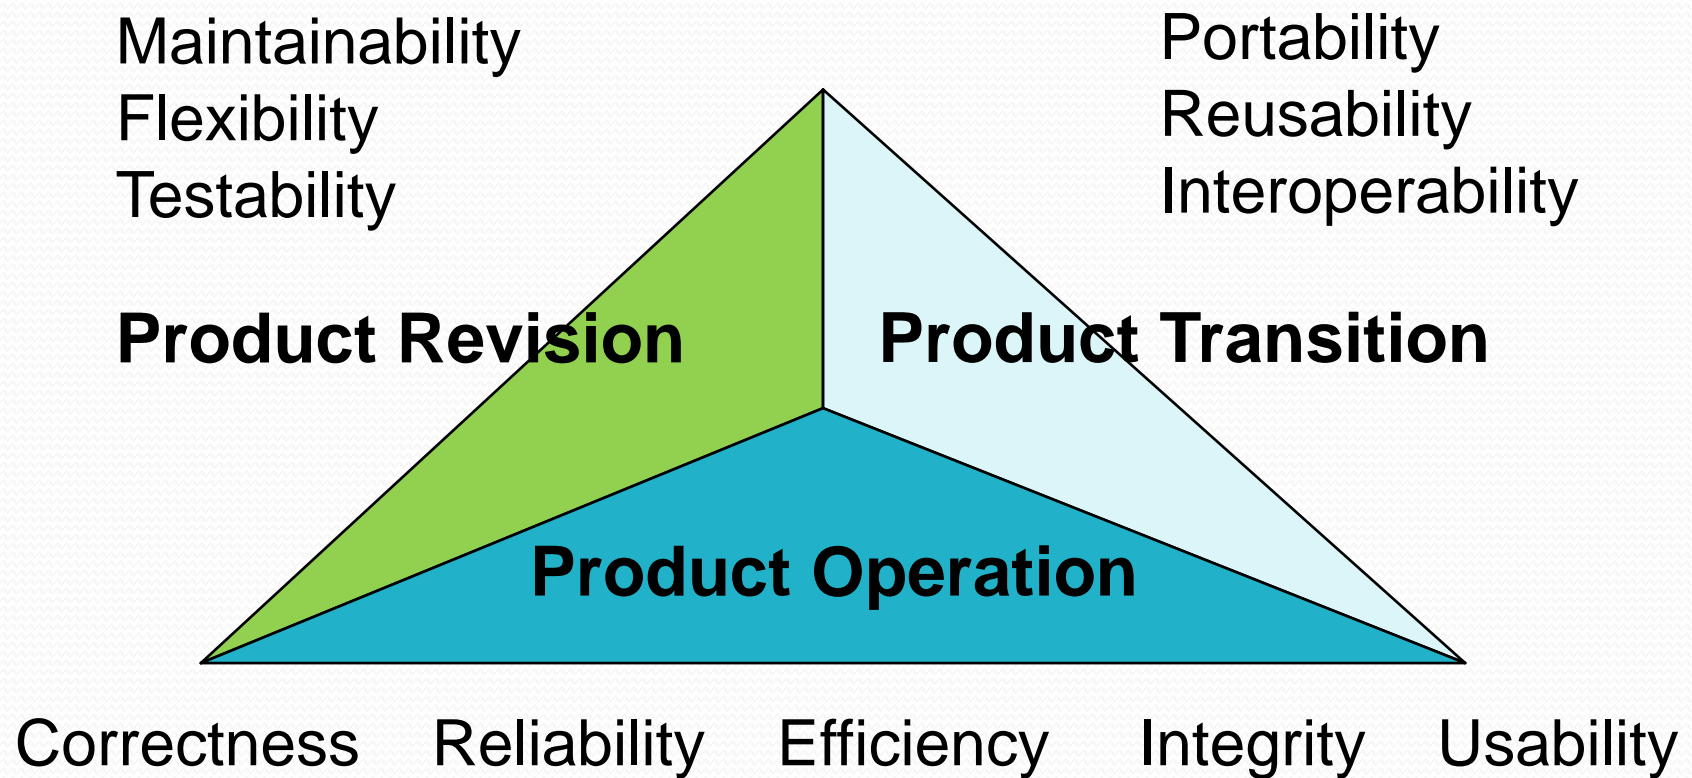 Maintainability
Flexibility
Testability
Portability
Reusability
Interoperability
Product Revision
Product Transition
Product Operation
Correctness Reliability Efficiency Integrity Usability